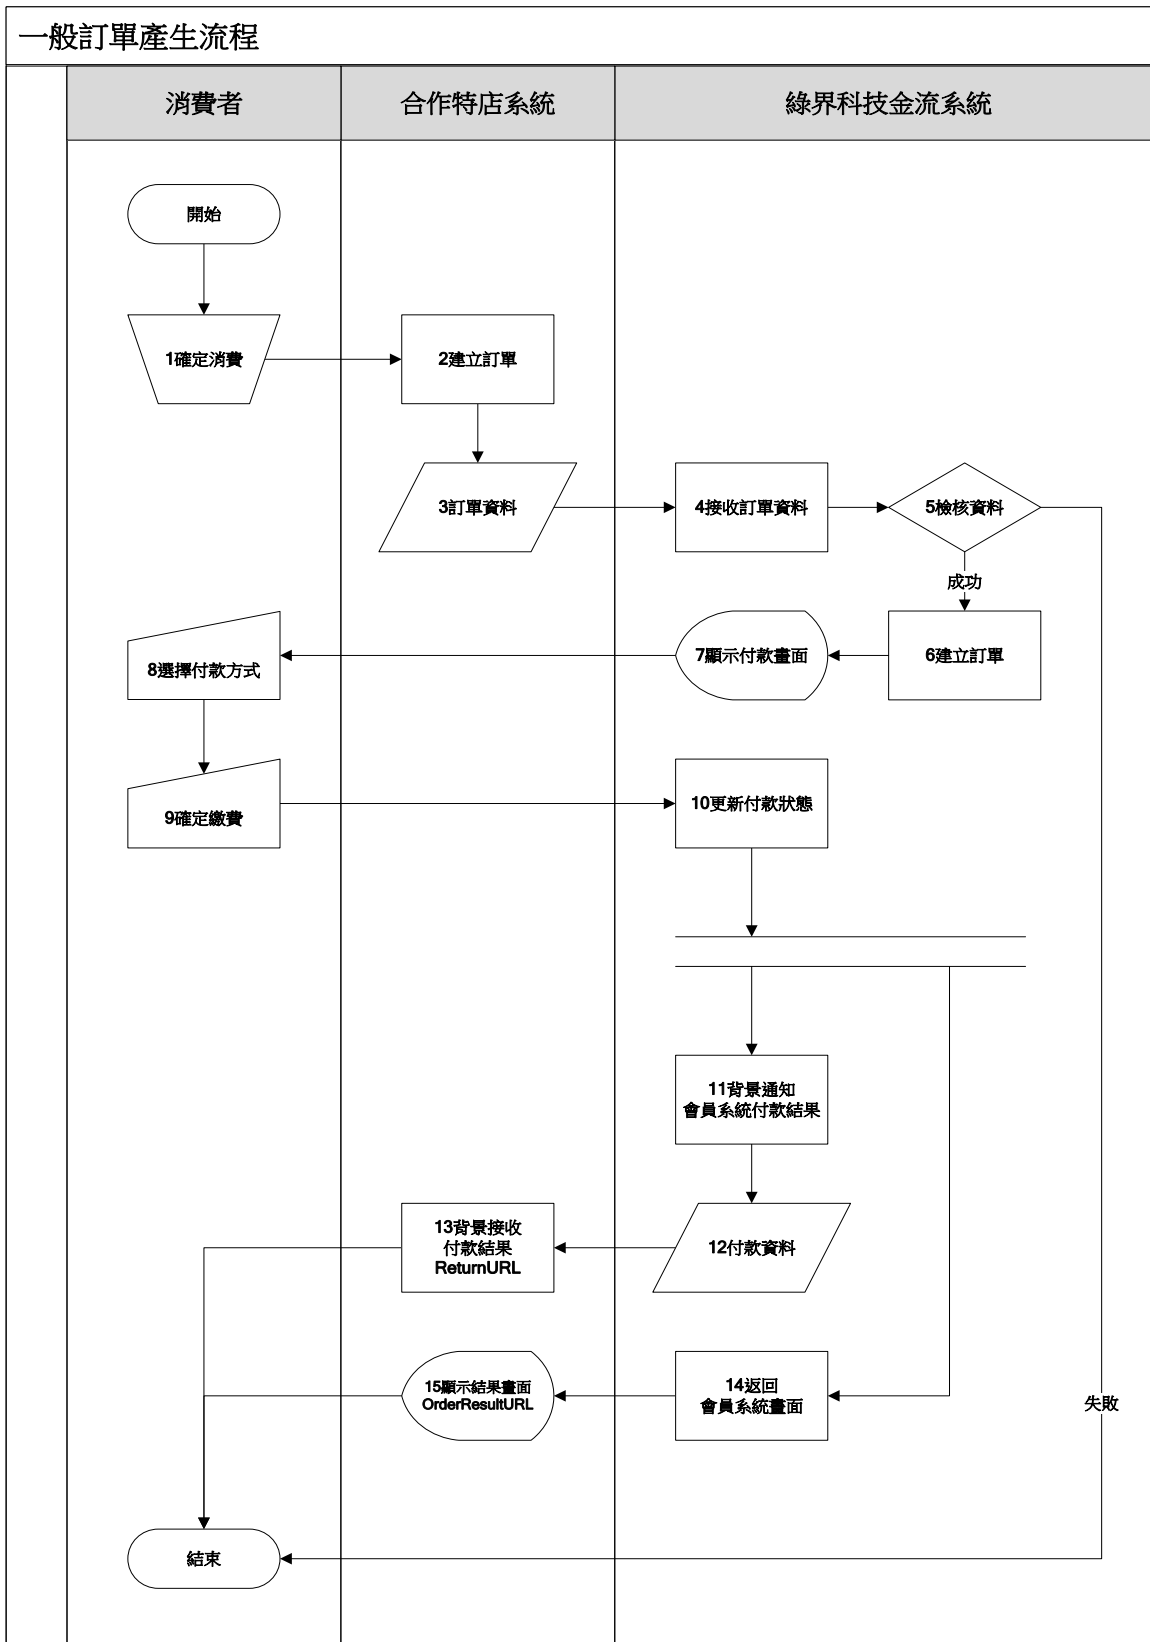 一般訂單產生流程
消費者
合作特店系統
綠界科技金流系統
開始
1確定消費
2建立訂單
3訂單資料
4接收訂單資料
5檢核資料
成功
6建立訂單
7顯示付款畫面
8選擇付款方式
9確定繳費
10更新付款狀態
11背景通知
會員系統付款結果
12付款資料
13背景接收
付款結果
ReturnURL
14返回
會員系統畫面
15顯示結果畫面
OrderResultURL
失敗
結束